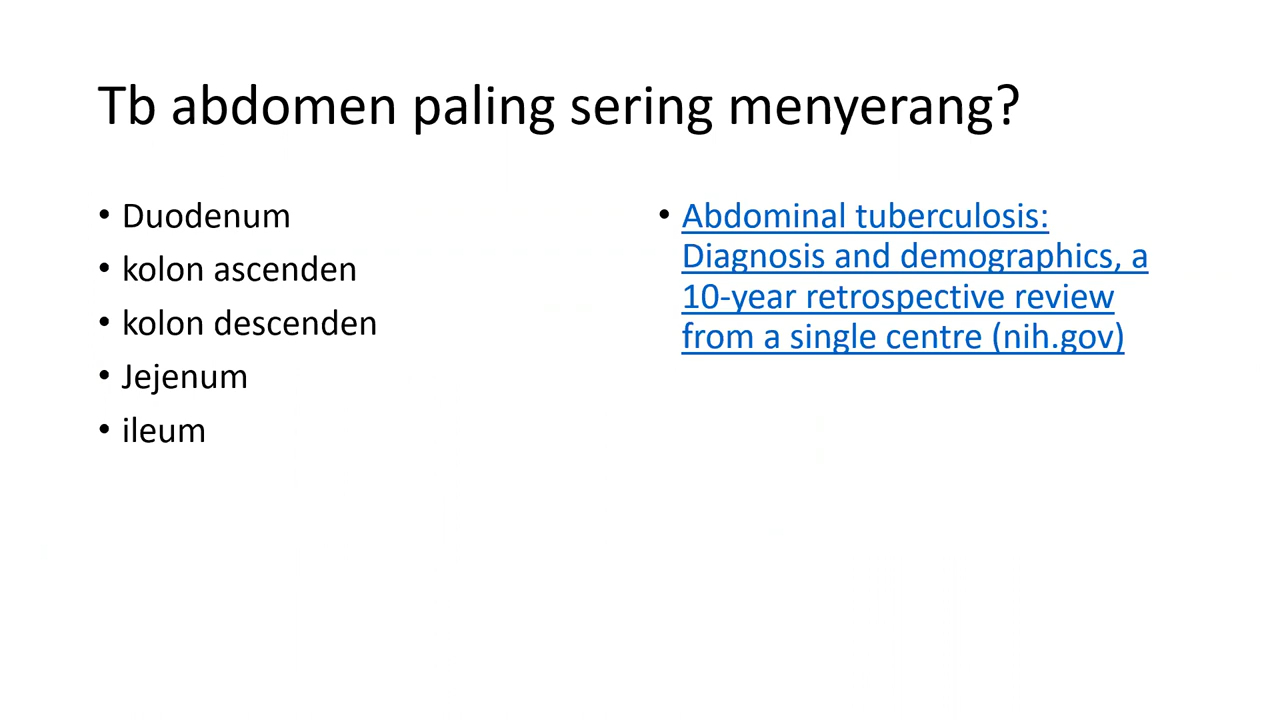 Tb abdomen paling sering menyerang?
• Duodenum
• kolon ascenden
• kolon descenden
• Jejenum
• ileum
• Abdominal tuberculosis:
Diagnosis and demographics, a
10-year retrospective review
from a single centre (nih.gov)